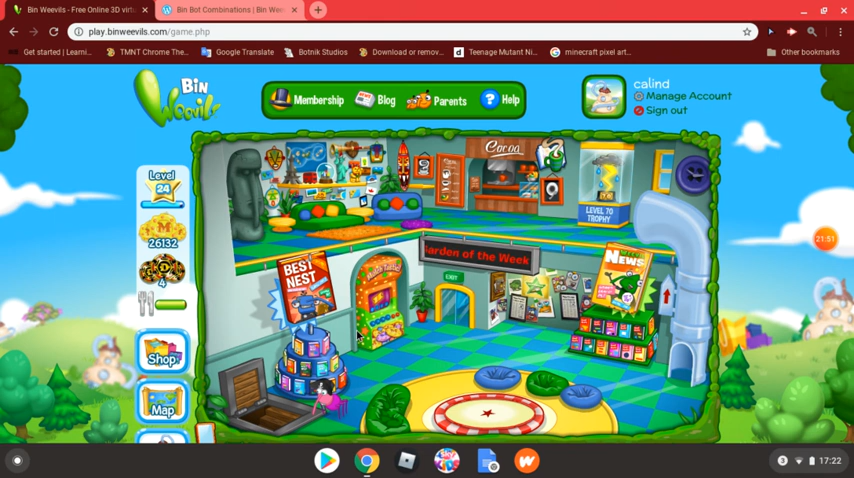 Bin Weevils - Free Online 3D virtu
Bin Bot Combinations | Bin Wee
play.binweevils.com/game.php
Get started | Learni...
TMNT Chrome The...
Google Translate
Botnik Studios
Download or remov...
Teenage Mutant Ni...
minecraft pixel art...
Other bookmarks
Bin
Weevils
Membership
Blog
Parents
Help
calind
Manage Account
Sign out
Level
24
M
26132
D
4
Shop
Map
Cocoa
LEVEL 70
TROPHY
arden of the Week
BEST
NEST
EXIT
NEWS
21:51
3
17:22